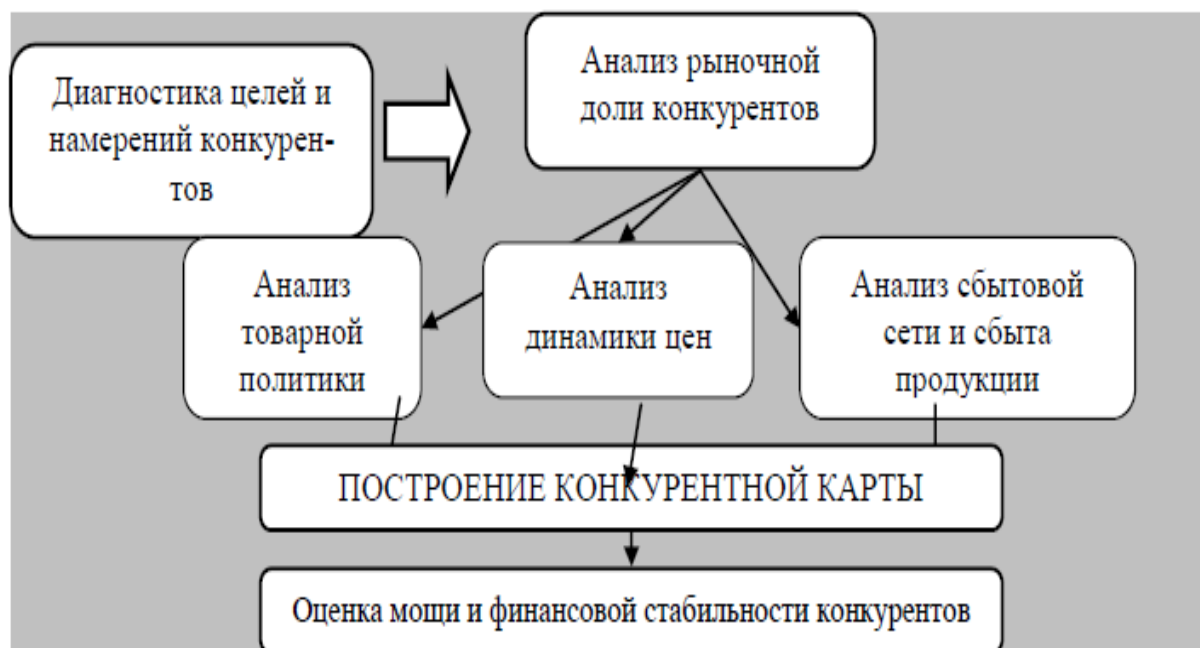 Диагностика целей и
намерений конкурен-
тов
Анализ рыночной
доли конкурентов
Анализ
товарной
политики
Анализ
динамики цен
Анализ сбытовой
сети и сбыта
продукции
ПОСТРОЕНИЕ КОНКУРЕНТНОЙ КАРТЫ
Оценка мощи и финансовой стабильности конкурентов